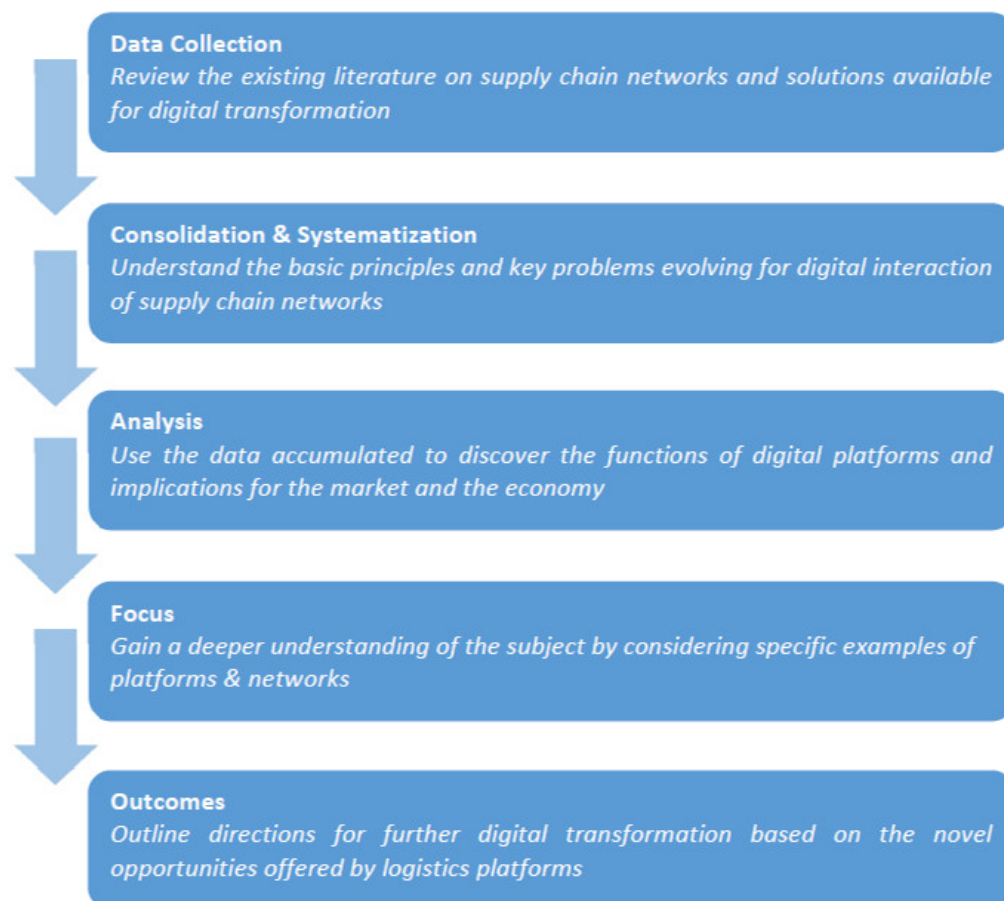 Data Collection
Review the existing literature on supply chain networks and solutions available
for digital transformation
Consolidation & Systematization
Understand the basic principles and key problems evolving for digital interaction
of supply chain networks
Analysis
Use the data accumulated to discover the functions of digital platforms and
implications for the market and the economy
Focus
Gain a deeper understanding of the subject by considering specific examples of
platforms & networks
Outcomes
Outline directions for further digital transformation based on the novel
opportunities offered by logistics platforms